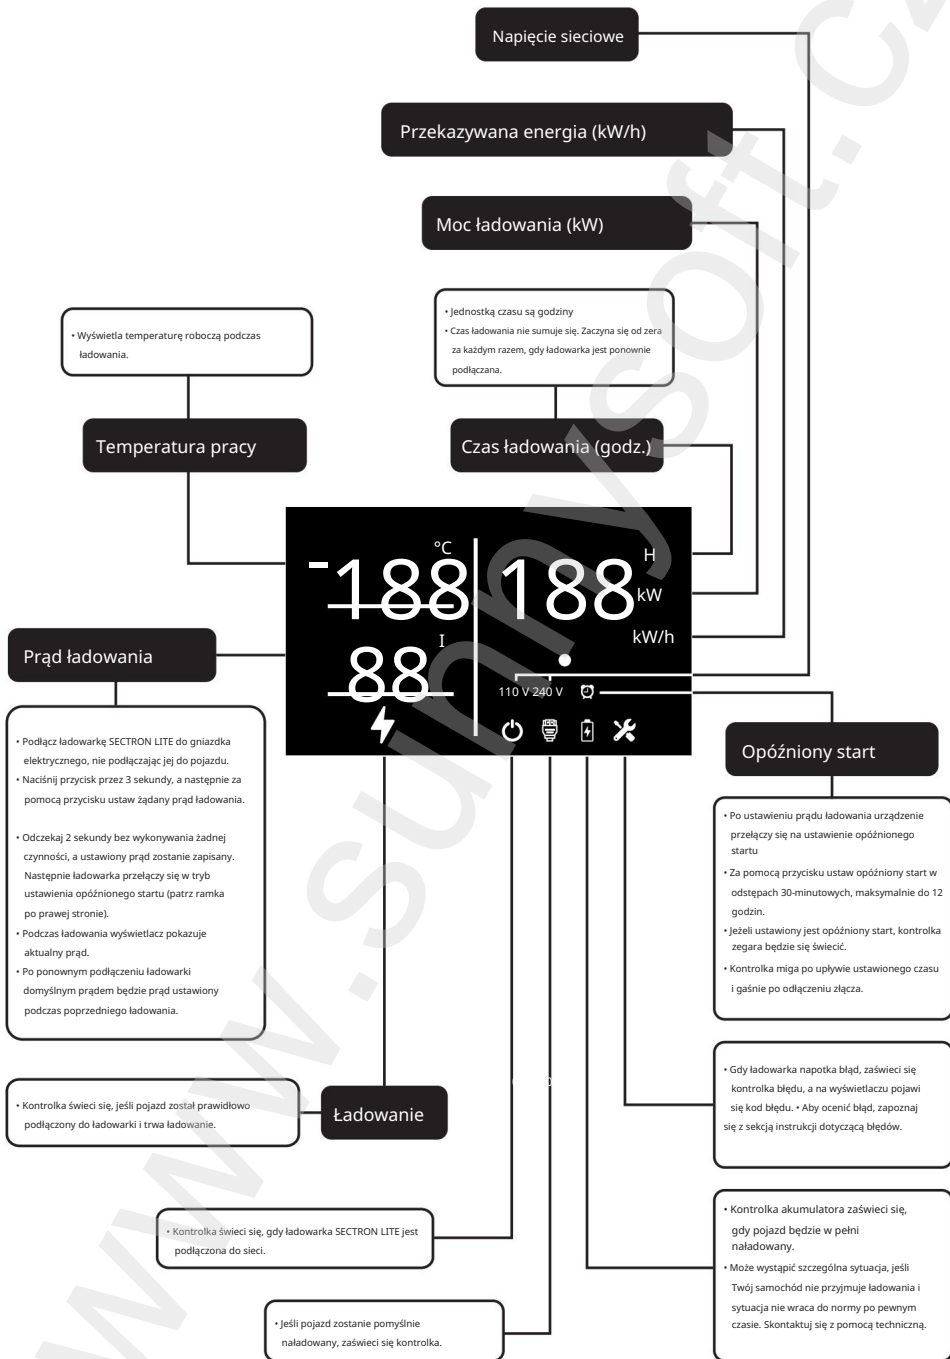 Napięcie sieciowe
Przekazywana energia (kW/h)
Moc ładowania (kW)
• Jednostką czasu są godziny
• Czas ładowania nie sumuje się. Zaczyna się od zera
za każdym razem, gdy ładowarka jest ponownie
podłączana.
• Wyświetla temperaturę roboczą podczas
ładowania.
Temperatura pracy
Czas ładowania (godz.)
°C
-188
188
H
kW
kW/h
I
88
110 V 240 V
Prąd ładowania
• Podłącz ładowarkę SECTRON LITE do gniazdka
elektrycznego, nie podłączając jej do pojazdu.
• Naciśnij przycisk przez 3 sekundy, a następnie za
pomocą przycisku ustaw żądany prąd ładowania.
• Odczekaj 2 sekundy bez wykonywania żadnej
czynności, a ustawiony prąd zostanie zapisany.
Następnie ładowarka przełączy się w tryb
ustawienia opóźnionego startu (patrz ramka
po prawej stronie).
• Podczas ładowania wyświetlacz pokazuje
aktualny prąd.
• Po ponownym podłączeniu ładowarki
domyślnym prądem będzie prąd ustawiony
podczas poprzedniego ładowania.
Opóźniony start
• Po ustawieniu prądu ładowania urządzenie
przełączy się na ustawienie opóźnionego
startu
• Za pomocą przycisku ustaw opóźniony start w
odstępach 30-minutowych, maksymalnie do 12
godzin.
• Jeżeli ustawiony jest opóźniony start, kontrolka
zegara będzie się świecić.
• Kontrolka miga po upływie ustawionego czasu
i gaśnie po odłączeniu złącza.
• Gdy ładowarka napotka błąd, zaświeci się
kontrolka błędu, a na wyświetlaczu pojawi
się kod błędu. • Aby ocenić błąd, zapoznaj
się z sekcją instrukcji dotyczącą błędów.
• Kontrolka świeci się, jeśli pojazd został prawidłowo
podłączony do ładowarki i trwa ładowanie.
Ładowanie
• Kontrolka świeci się, gdy ładowarka SECTRON LITE jest
podłączona do sieci.
• Kontrolka akumulatora zaświeci się,
gdy pojazd będzie w pełni
naładowany.
• Może wystąpić szczególna sytuacja, jeśli
Twój samochód nie przyjmuje ładowania i
sytuacja nie wraca do normy po pewnym
czasie. Skontaktuj się z pomocą techniczną.
• Jeśli pojazd zostanie pomyślnie
naładowany, zaświeci się kontrolka.
www.sunnysoft.cz